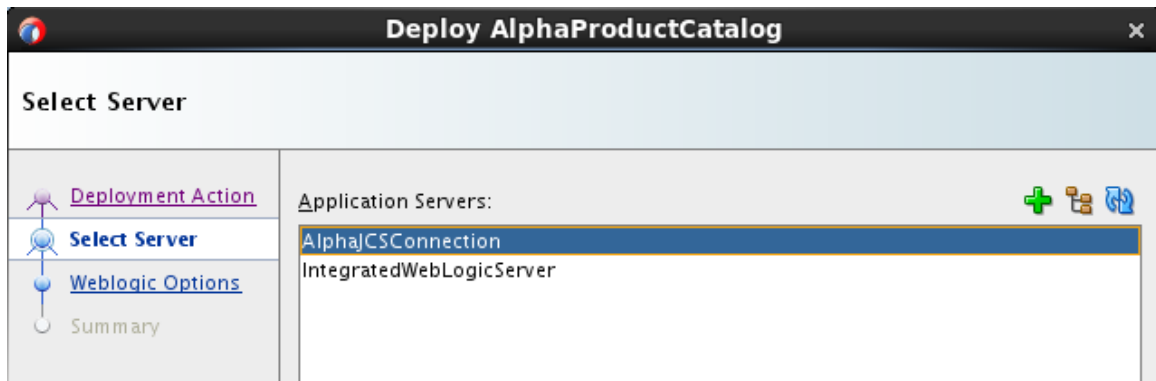 Deploy AlphaProductCatalog
Select Server
Deployment Action
Select Server
Weblogic Options
Summary
Application Servers:
AlphaJCSConnection
IntegratedWebLogicServer